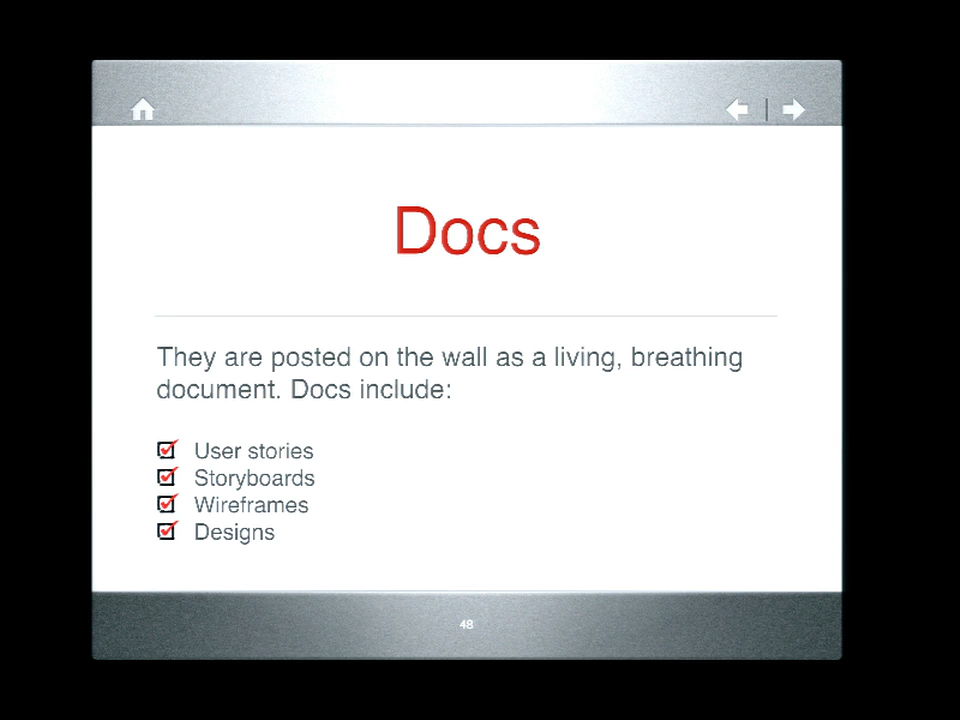 Docs
They are posted on the wall as a living, breathing
document. Docs include:
User stories
Storyboards
Wireframes
Designs
48